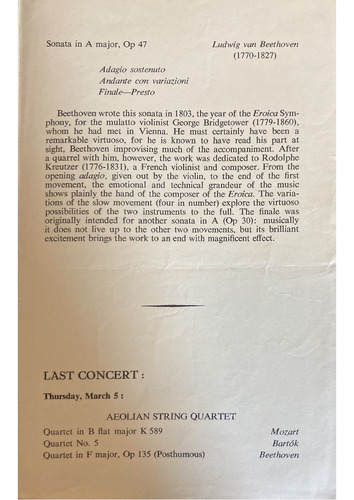 Sonata in A major, Op 47 Ludwig van Beethoven
(1770-1827)
Adagio sostenuto
Andante con variazioni
Finale—Presto
Beethoven wrote this sonata in 1803, the year of the Eroica Sym-
phony, for the mulatto violinist George Bridgetower (1779-1860),
whom he had met in Vienna. He must certainly have been a
remarkable virtuoso, for he is known to have read his part at
sight, Beethoven improvising much of the accompaniment. After
a quarrel with him, however, the work was dedicated to Rodolphe
Kreutzer (1776-1831), a French violinist and composer. From the
opening adagio, given out by the violin, to the end of the first
movement, the emotional and technical grandeur of the music
shows plainly the hand of the composer of the Eroica. The varia-
tions of the slow movement (four in number) explore the virtuoso
possibilities of the two instruments to the full. The finale was
originally intended for another sonata in A (Op 30): musically
it does not live up to the other two movements, but its brilliant
excitement brings the work to an end with magnificent effect.
LAST CONCERT :
Thursday, March 5 :
AEOLIAN STRING QUARTET
Quartet in B flat major K 589 Mozart
Quartet No. 5 Bartók
Quartet in F major, Op 135 (Posthumous) Beethoven